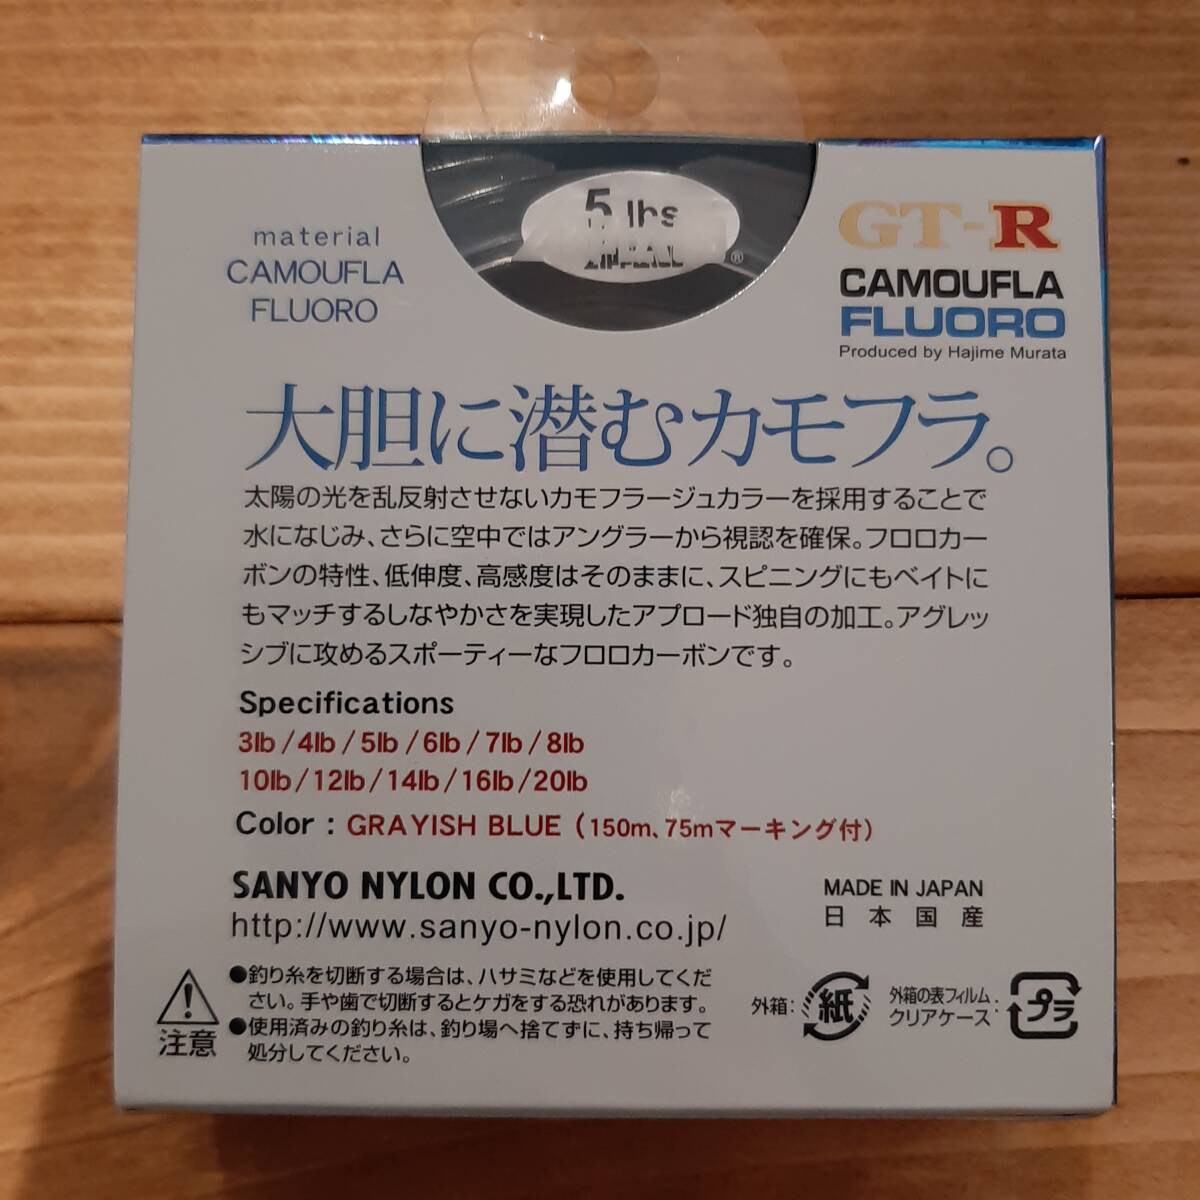 5 lbs
material
CAMOUFLA
FLUORO
GT-R
CAMOUFLA
FLUORO
Produced by Hajime Murata
大胆に潜むカモフラ。
太陽の光を乱反射させないカモフラージュカラーを採用することで
水になじみ、さらに空中ではアングラーから視認を確保。フロロカー
ボンの特性、低伸度、高感度はそのままに、スピニングにもベイトに
もマッチするしなやかさを実現したアプロード独自の加工。アグレッ
シブに攻めるスポーティーなフロロカーボンです。
Specifications
3lb/4lb/5lb/6lb/7lb/8lb
10lb/12lb/14lb/16lb/20lb
Color : GRAYISH BLUE (150m、75mマーキング付)
SANYO NYLON CO.,LTD.
http://www.sanyo-nylon.co.jp/
MADE IN JAPAN
日本国産
注意
●釣り糸を切断する場合は、ハサミなどを使用してくだ
さい。手や歯で切断するとケガをする恐れがあります。
●使用済みの釣り糸は、釣り場へ捨てずに、持ち帰って
処分してください。
外箱: 紙
外箱の表フィルム・
クリアケース: プラ